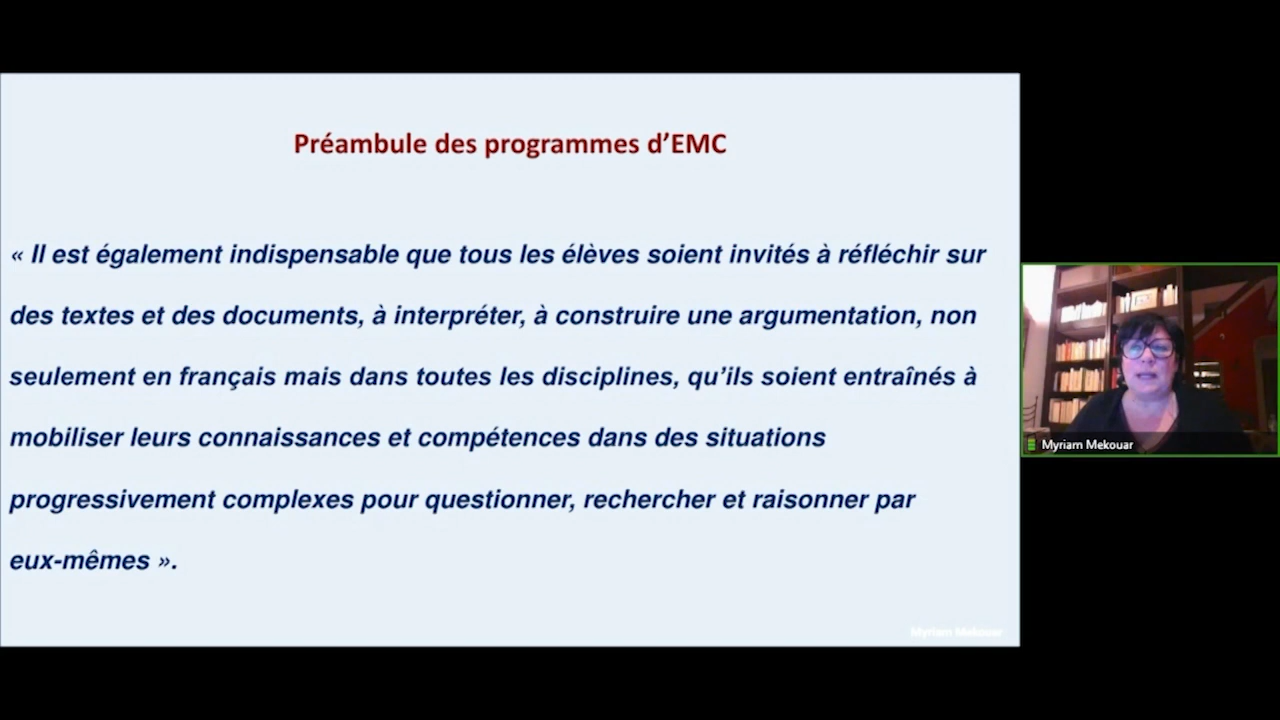 Préambule des programmes d’EMC
« Il est également indispensable que tous les élèves soient invités à réfléchir sur
des textes et des documents, à interpréter, à construire une argumentation, non
seulement en français mais dans toutes les disciplines, qu’ils soient entraînés à
mobiliser leurs connaissances et compétences dans des situations
progressivement complexes pour questionner, rechercher et raisonner par
eux-mêmes ».
Myriam Mekouar
Myriam Mekouar